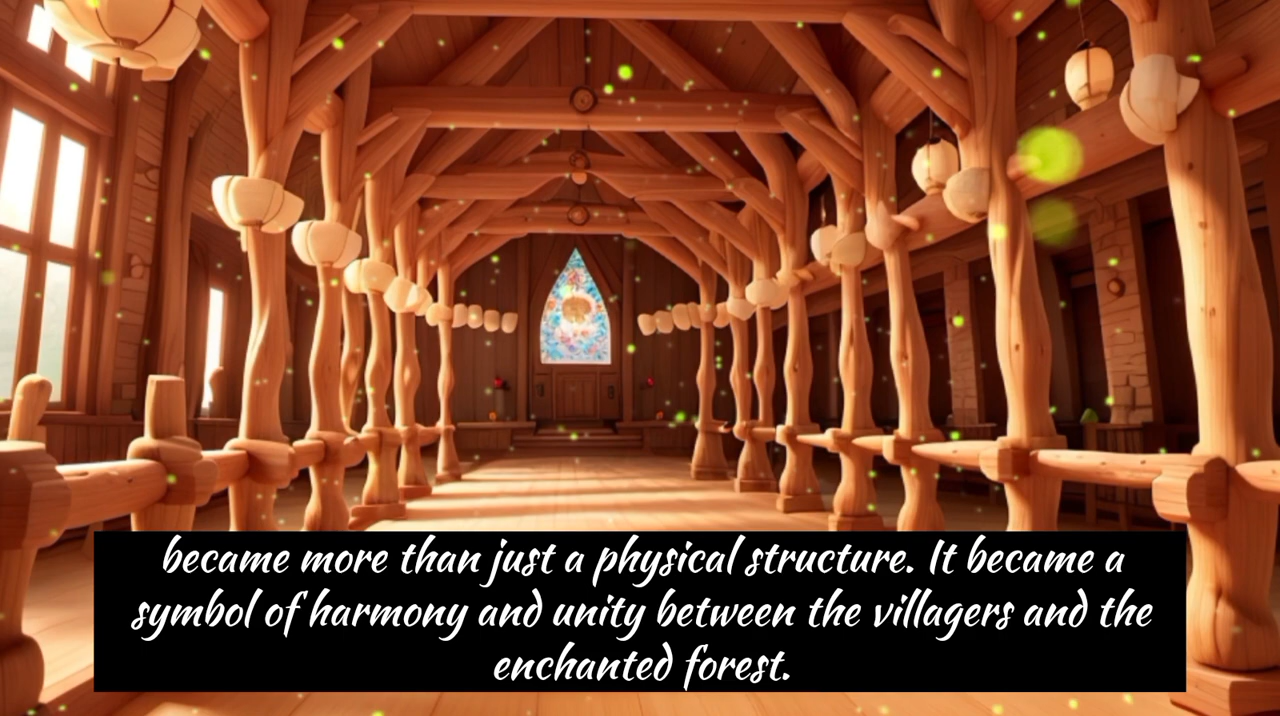 became more than just a physical structure. It became a
symbol of harmony and unity between the villagers and the
enchanted forest.